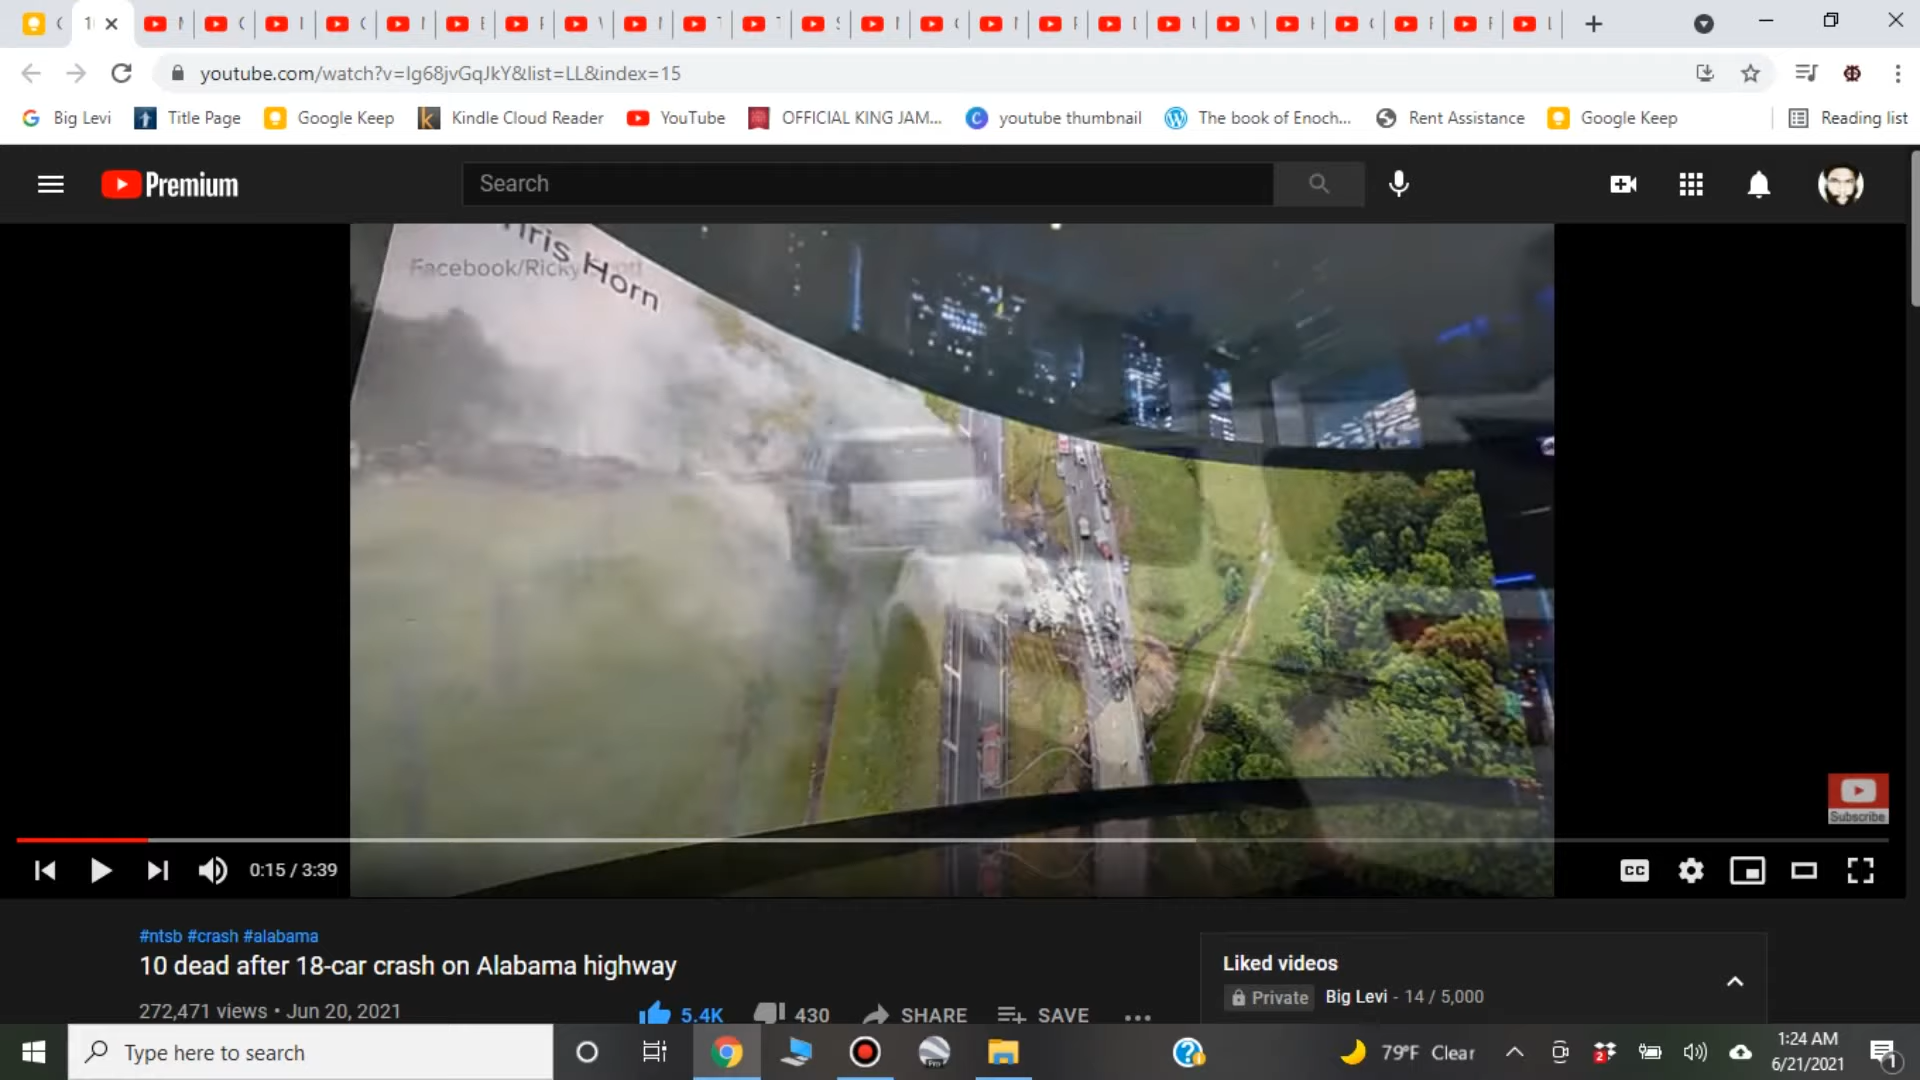 youtube.com/watch?v=Ig68jvGqJkY&list=LL&index=15
Big Levi Title Page Google Keep Kindle Cloud Reader YouTube OFFICIAL KING JAM... youtube thumbnail The book of Enoch... Rent Assistance Google Keep Reading list
Premium Search
Horn
0:15 / 3:39 CC Subscribe
#ntsb #crash #alabama
10 dead after 18-car crash on Alabama highway
272,471 views • Jun 20, 2021 5.4K 430 SHARE SAVE
Liked videos
Private Big Levi - 14 / 5,000
Type here to search 79°F Clear 1:24 AM
6/21/2021